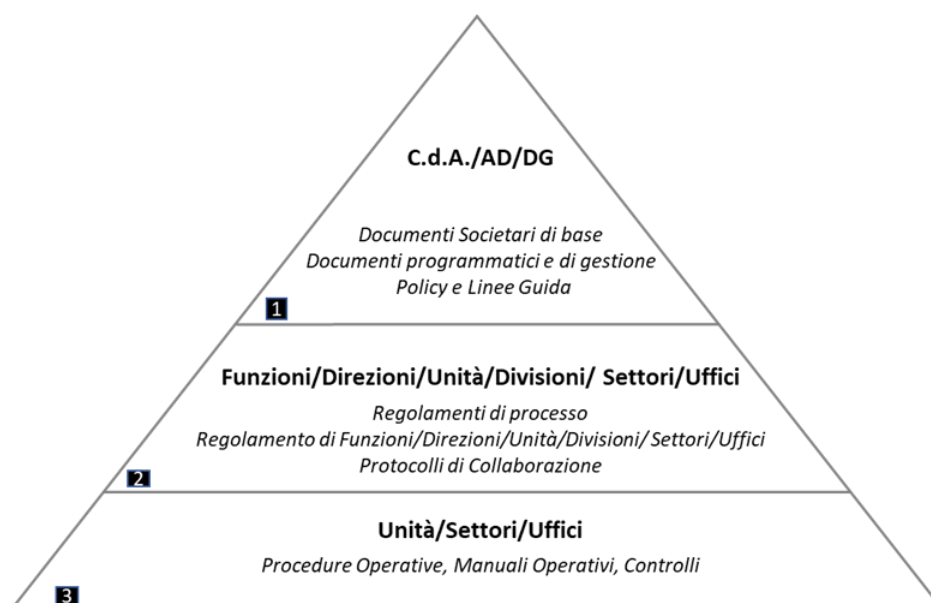 C.d.A./AD/DG
Documenti Societari di base
Documenti programmatici e di gestione
Policy e Linee Guida
1
Funzioni/Direzioni/Unità/Divisioni/ Settori/Uffici
Regolamenti di processo
Regolamento di Funzioni/Direzioni/Unità/Divisioni/ Settori/Uffici
Protocolli di Collaborazione
2
Unità/Settori/Uffici
Procedure Operative, Manuali Operativi, Controlli
3